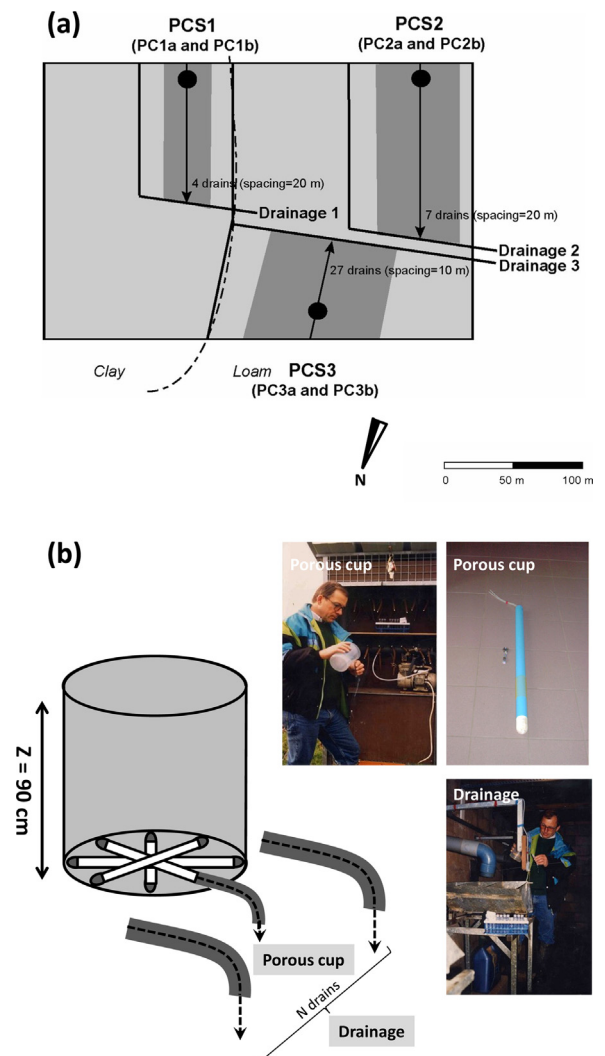 (a)
PCS1
(PC1a and PC1b)
PCS2
(PC2a and PC2b)
4 drains (spacing=20 m)
Drainage 1
7 drains (spacing=20 m)
Drainage 2
Drainage 3
27 drains (spacing=10 m)
Clay
Loam
PCS3
(PC3a and PC3b)
N
0
50 m
100 m
(b)
Porous cup
Porous cup
Z = 90 cm
Drainage
Porous cup
N drains
Drainage